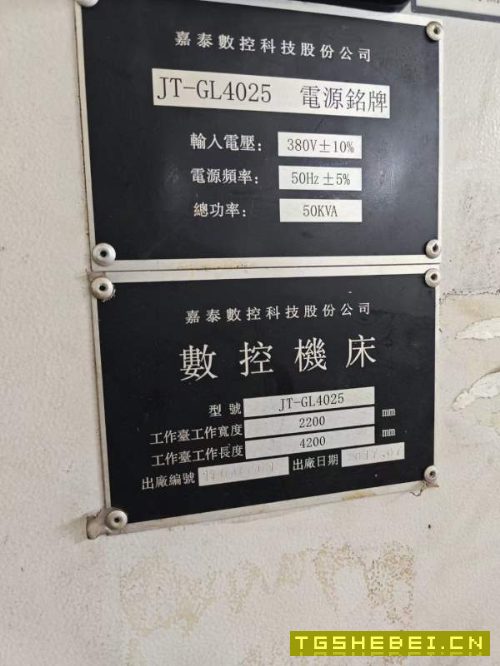 嘉泰數控科技股份公司
JT-GL4025 電源銘牌
輸入電壓: 380V±10%
電源頻率: 50Hz±5%
總功率: 50KVA
嘉泰數控科技股份公司
數控機床
型號 JT-GL4025
工作臺工作寬度 2200 mm
工作臺工作長度 4200 mm
出廠編號 出廠日期
TGSHEBEI.CN